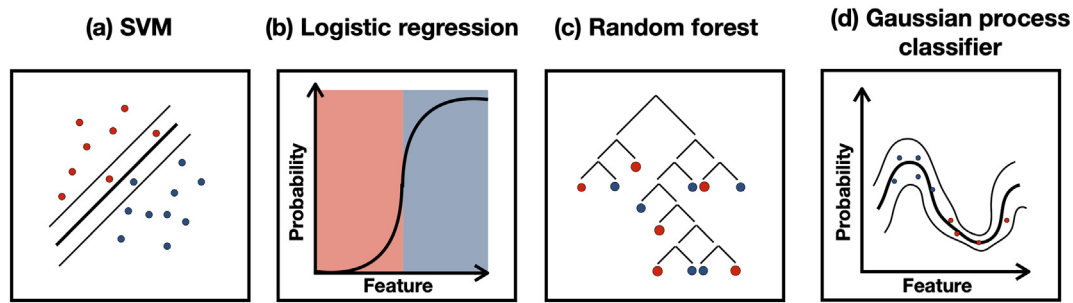 (a) SVM
(b) Logistic regression
(c) Random forest
(d) Gaussian process
classifier
Probability
Feature
Probability
Feature